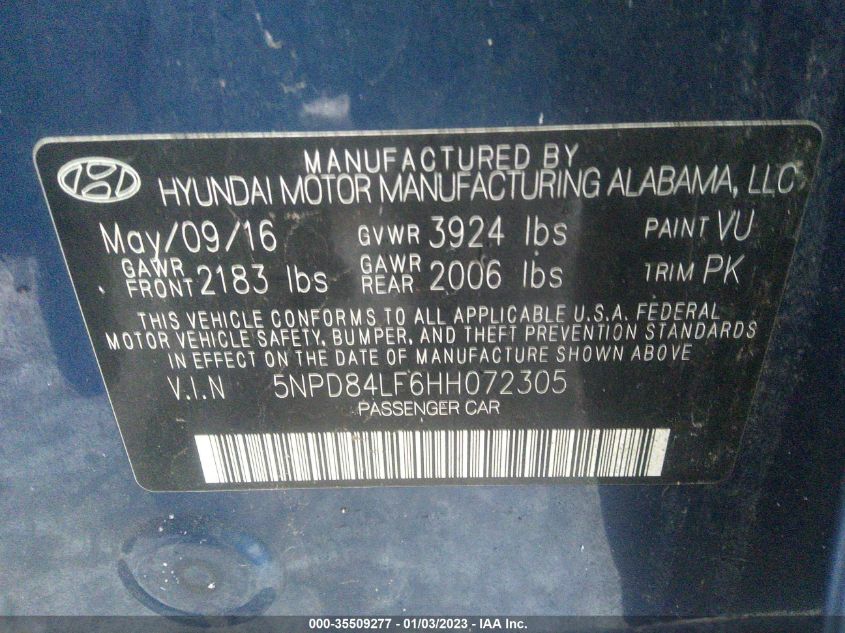 MANUFACTURED BY
HYUNDAI MOTOR MANUFACTURING ALABAMA, LLC
May/09/16 GVWR 3924 lbs PAINT VU
GAWR FRONT 2183 lbs GAWR REAR 2006 lbs TRIM PK
THIS VEHICLE CONFORMS TO ALL APPLICABLE U.S.A. FEDERAL
MOTOR VEHICLE SAFETY, BUMPER, AND THEFT PREVENTION STANDARDS
IN EFFECT ON THE DATE OF MANUFACTURE SHOWN ABOVE
V.I.N 5NPD84LF6HH072305
PASSENGER CAR
000-35509277 - 01/03/2023 - IAA Inc.